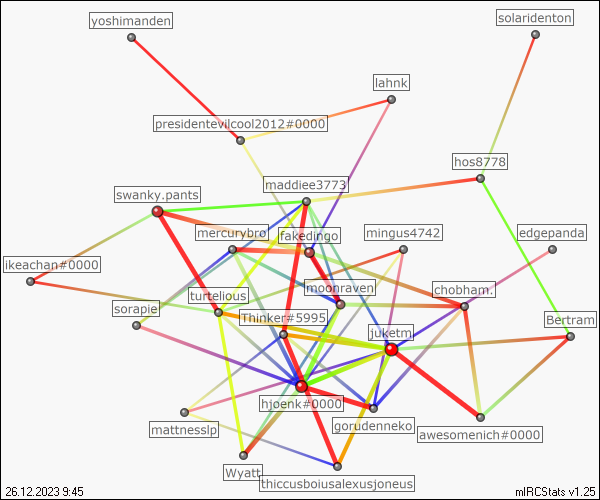 yoshimanden
solaridenton
lahnk
presidentevilcool2012#0000
hos8778
maddiee3773
swanky.pants
mercurybro
fakedingo
mingus4742
edgepanda
ikeachan#0000
moonraven
chobham.
turtelious
sorapie
Thinker#5995
juketm
Bertram
hjøenk#0000
gorudenneko
mattnesslp
awesomenich#0000
Wyatt
thiccusboiusalexusjoneus
26.12.2023 9:45
mIRCStats v1.25